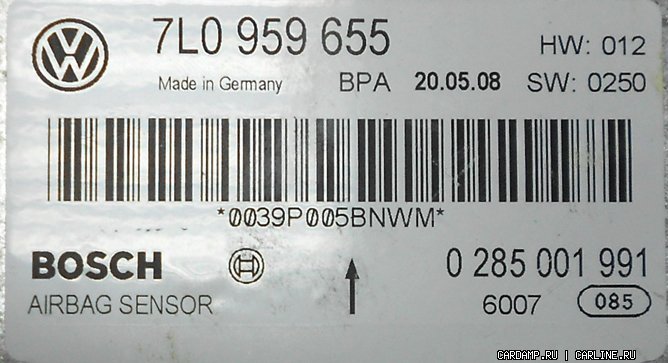 7L0 959 655 HW: 012
Made in Germany BPA 20.05.08 SW: 0250
*0039P005BNWM*
BOSCH 0 285 001 991
AIRBAG SENSOR 6007 085
CARDAMP.RU | CARLINE.RU